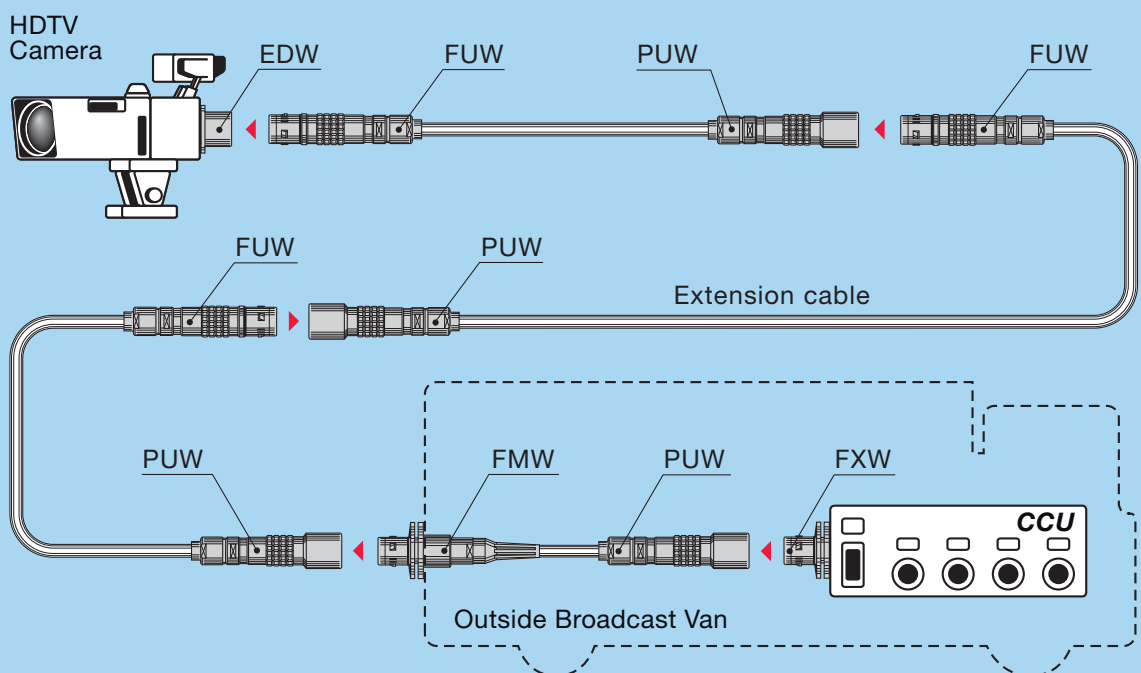 HDTV
Camera
EDW
FUW
PUW
FUW
FUW
PUW
Extension cable
PUW
FMW
PUW
FXW
CCU
Outside Broadcast Van